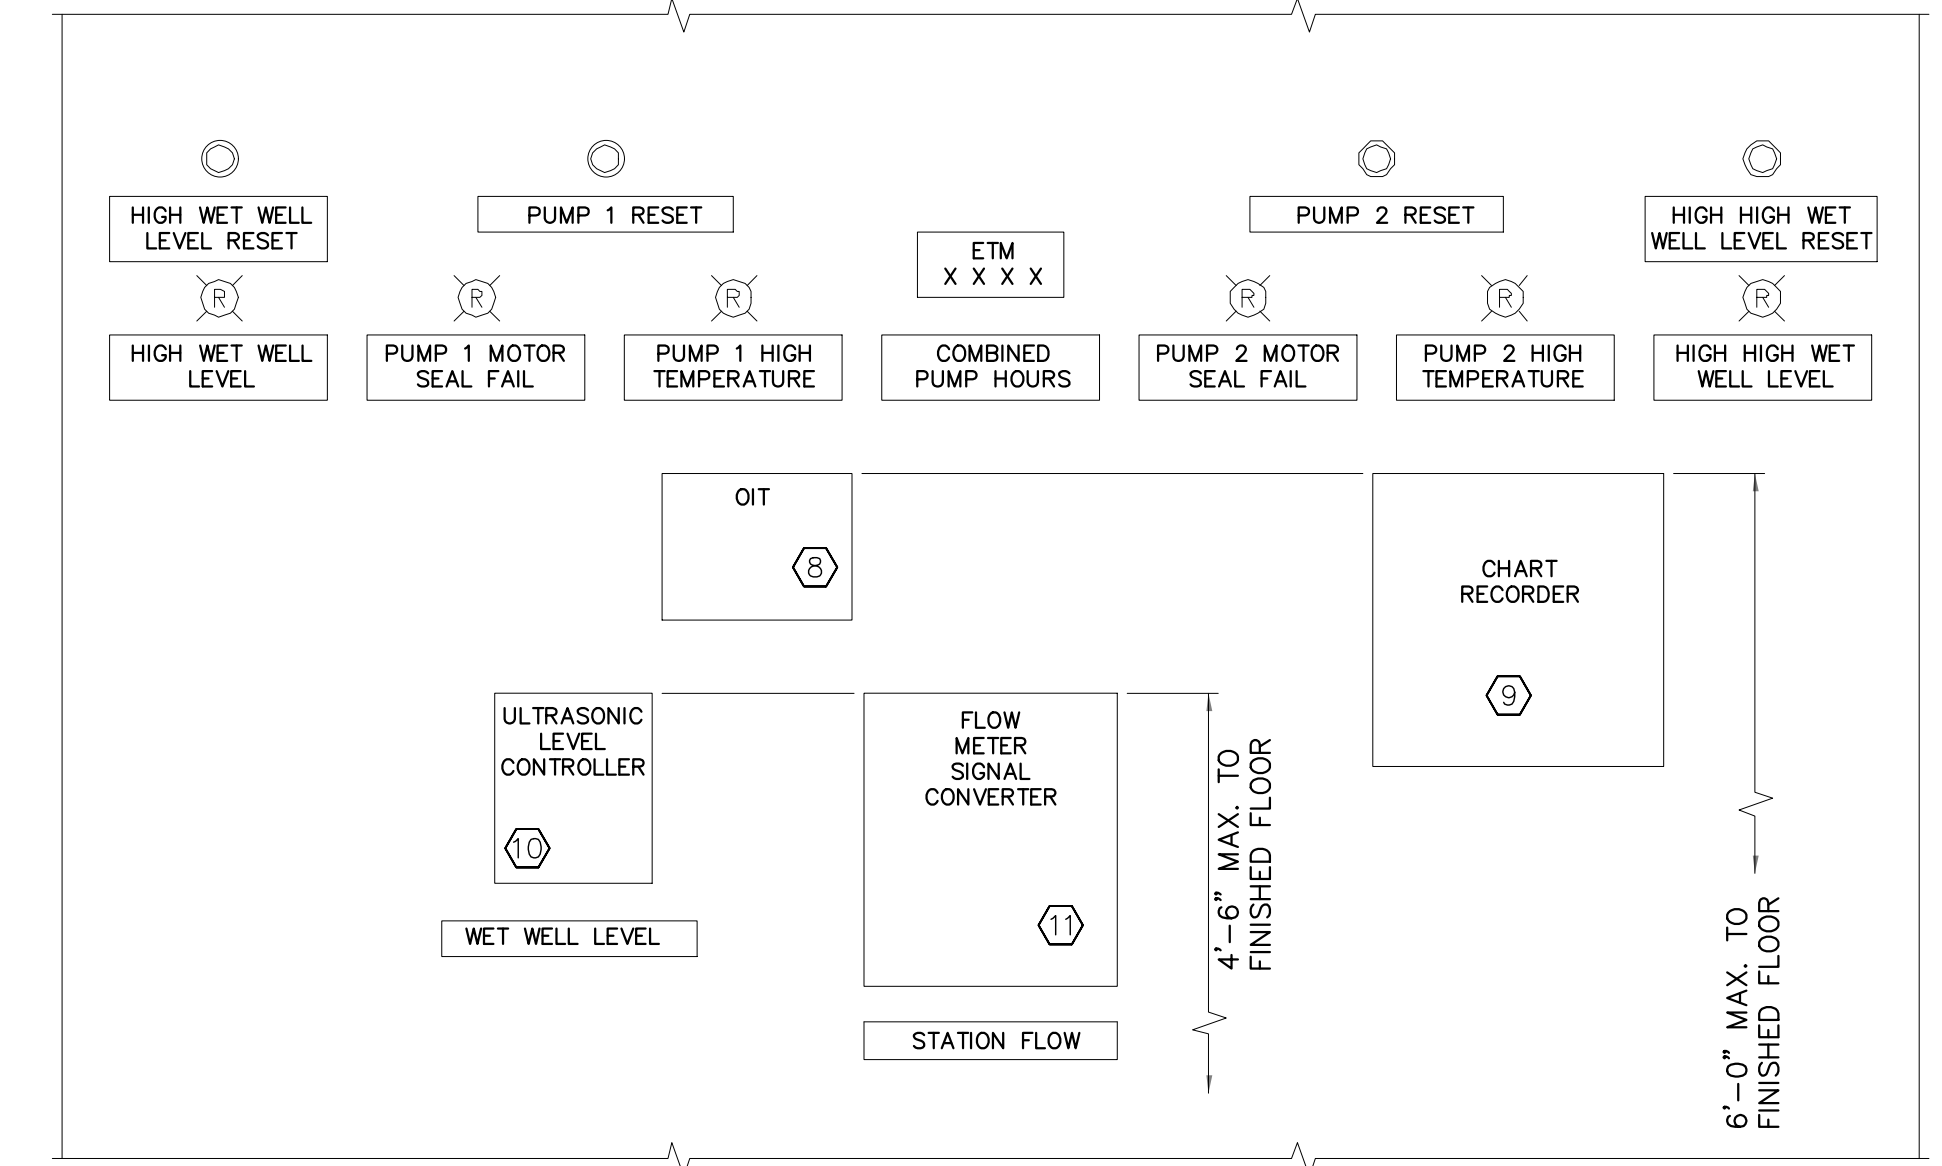 HIGH WET WELL
LEVEL RESET
PUMP 1 RESET
ETM
X X X X
PUMP 2 RESET
HIGH HIGH WET
WELL LEVEL RESET
R
R
R
R
R
R
HIGH WET WELL
LEVEL
PUMP 1 MOTOR
SEAL FAIL
PUMP 1 HIGH
TEMPERATURE
COMBINED
PUMP HOURS
PUMP 2 MOTOR
SEAL FAIL
PUMP 2 HIGH
TEMPERATURE
HIGH HIGH WET
WELL LEVEL
OIT
8
CHART
RECORDER
9
ULTRASONIC
LEVEL
CONTROLLER
10
WET WELL LEVEL
FLOW
METER
SIGNAL
CONVERTER
11
STATION FLOW
4'-6" MAX. TO
FINISHED FLOOR
6'-0" MAX. TO
FINISHED FLOOR